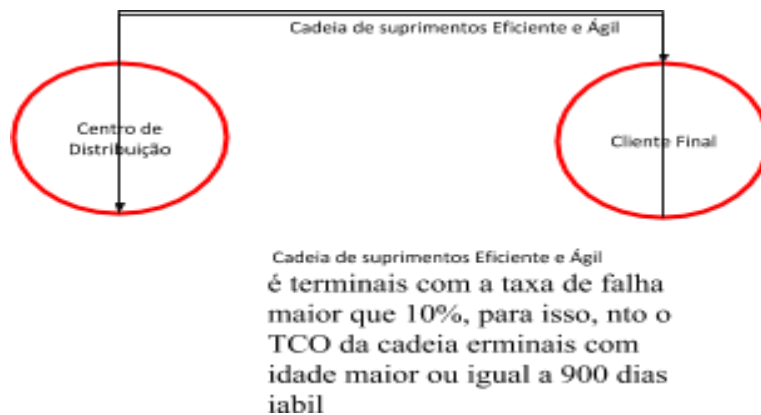 Cadeia de suprimentos Eficiente e Ágil
Centro de
Distribuição
Cliente Final
Cadeia de suprimentos Eficiente e Ágil
é terminais com a taxa de falha
maior que 10%, para isso, nto o
TCO da cadeia erminais com
idade maior ou igual a 900 dias
iabil